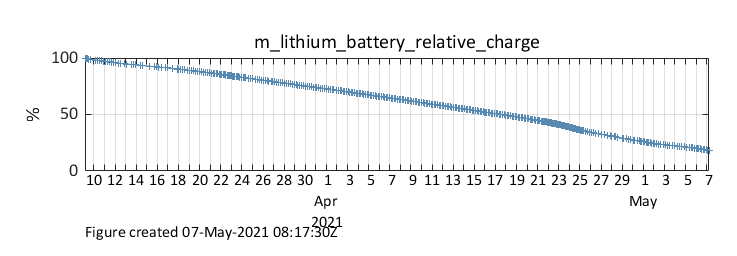 m_lithium_battery_relative_charge
100
50
0
%
10 12 14 16 18 20 22 24 26 28 30 1 3 5 7 9 11 13 15 17 19 21 23 25 27 29 1 3 5 7
Apr May
2021
Figure created 07-May-2021 08:17:30Z